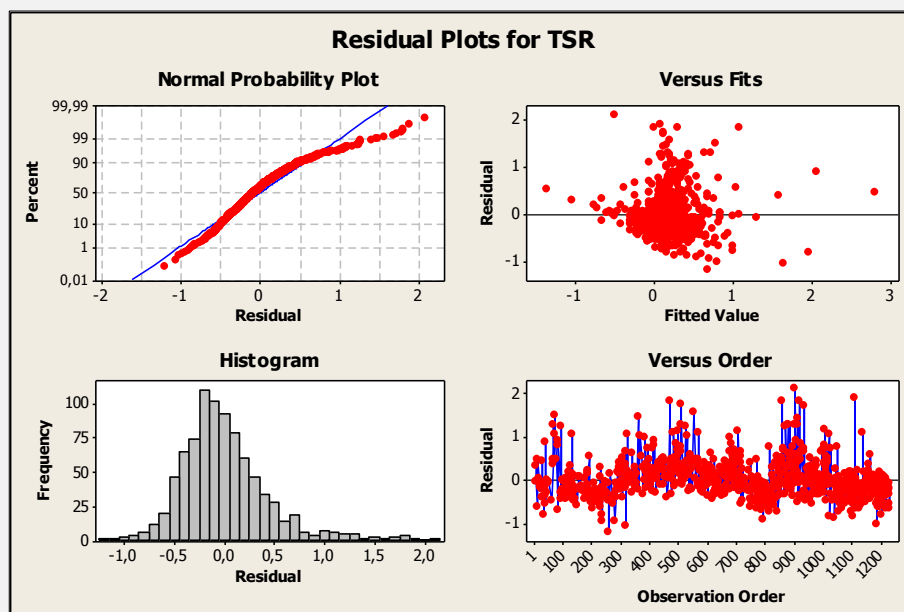 Residual Plots for TSR
Normal Probability Plot
99,99
99
90
50
10
1
0,01
Percent
-2 -1 0 1 2
Residual
Versus Fits
2
1
0
-1
Residual
-1 0 1 2 3
Fitted Value
Histogram
100
75
50
25
0
Frequency
-1,0 -0,5 0,0 0,5 1,0 1,5 2,0
Residual
Versus Order
2
1
0
-1
Residual
1 100 200 300 400 500 600 700 800 900 1000 1100 1200
Observation Order